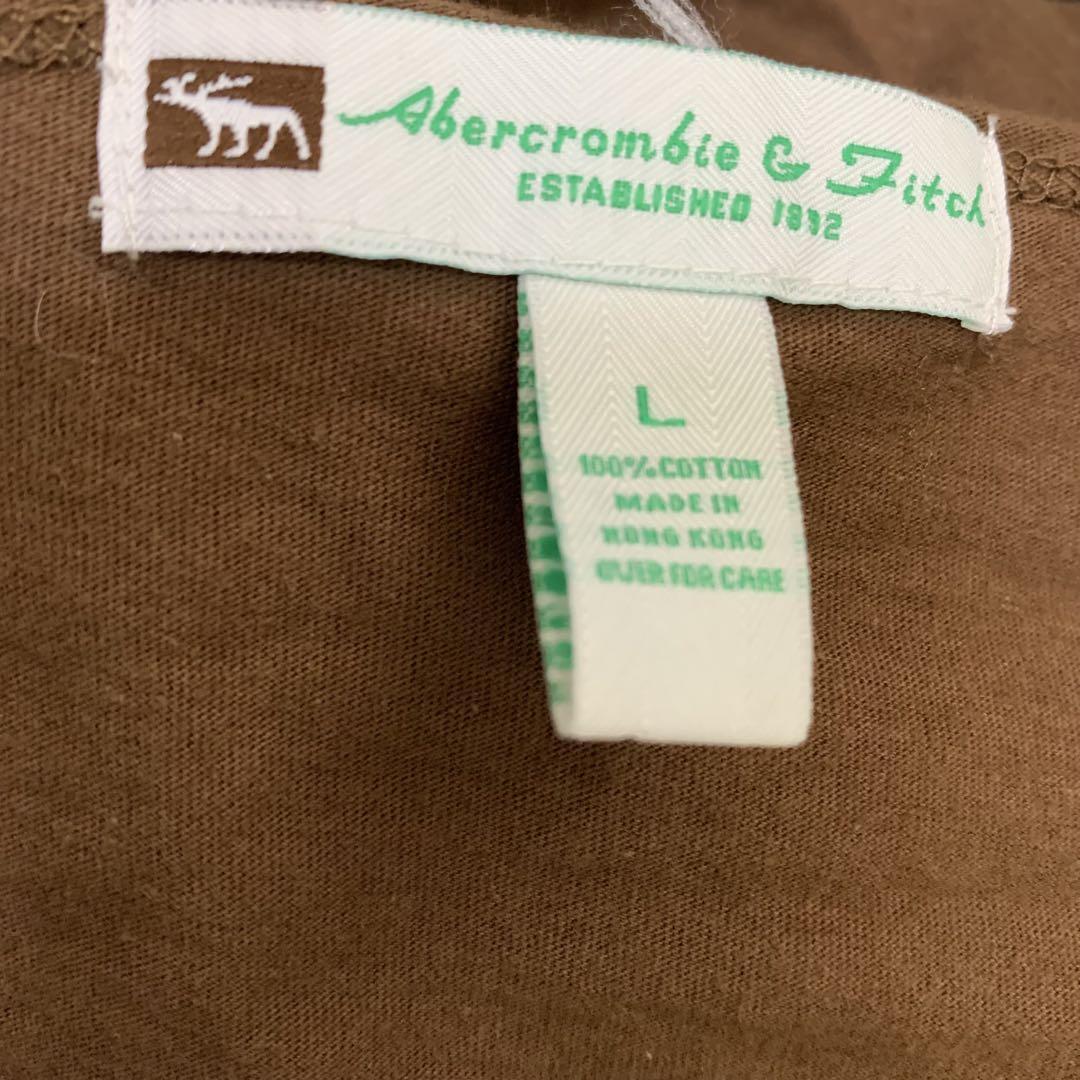 Abercrombie & Fitch
ESTABLISHED 1892
L
100% COTTON
MADE IN
HONG KONG
OVER FOR CARE